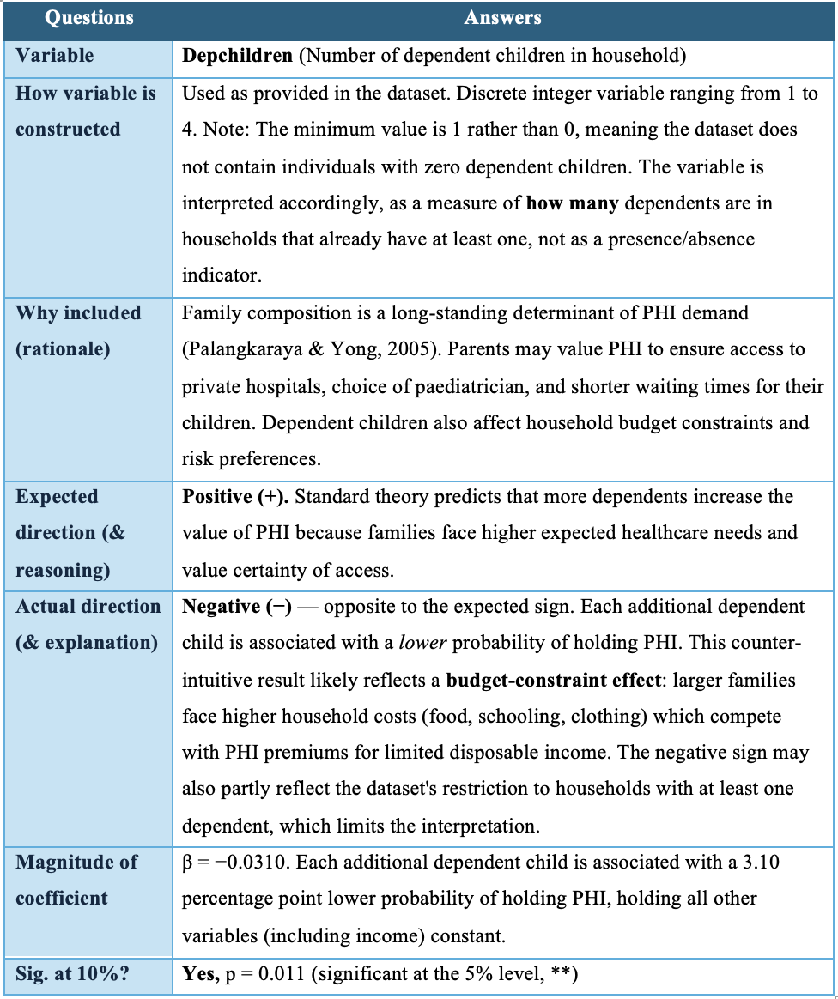 Questions Answers
Variable Depchildren (Number of dependent children in household)
How variable is constructed Used as provided in the dataset. Discrete integer variable ranging from 1 to
4. Note: The minimum value is 1 rather than 0, meaning the dataset does
not contain individuals with zero dependent children. The variable is
interpreted accordingly, as a measure of how many dependents are in
households that already have at least one, not as a presence/absence
indicator.
Why included (rationale) Family composition is a long-standing determinant of PHI demand
(Palangkaraya & Yong, 2005). Parents may value PHI to ensure access to
private hospitals, choice of paediatrician, and shorter waiting times for their
children. Dependent children also affect household budget constraints and
risk preferences.
Expected direction (& reasoning) Positive (+). Standard theory predicts that more dependents increase the
value of PHI because families face higher expected healthcare needs and
value certainty of access.
Actual direction (& explanation) Negative (−) — opposite to the expected sign. Each additional dependent
child is associated with a lower probability of holding PHI. This counter-
intuitive result likely reflects a budget-constraint effect: larger families
face higher household costs (food, schooling, clothing) which compete
with PHI premiums for limited disposable income. The negative sign may
also partly reflect the dataset's restriction to households with at least one
dependent, which limits the interpretation.
Magnitude of coefficient β = −0.0310. Each additional dependent child is associated with a 3.10
percentage point lower probability of holding PHI, holding all other
variables (including income) constant.
Sig. at 10%? Yes, p = 0.011 (significant at the 5% level, **)